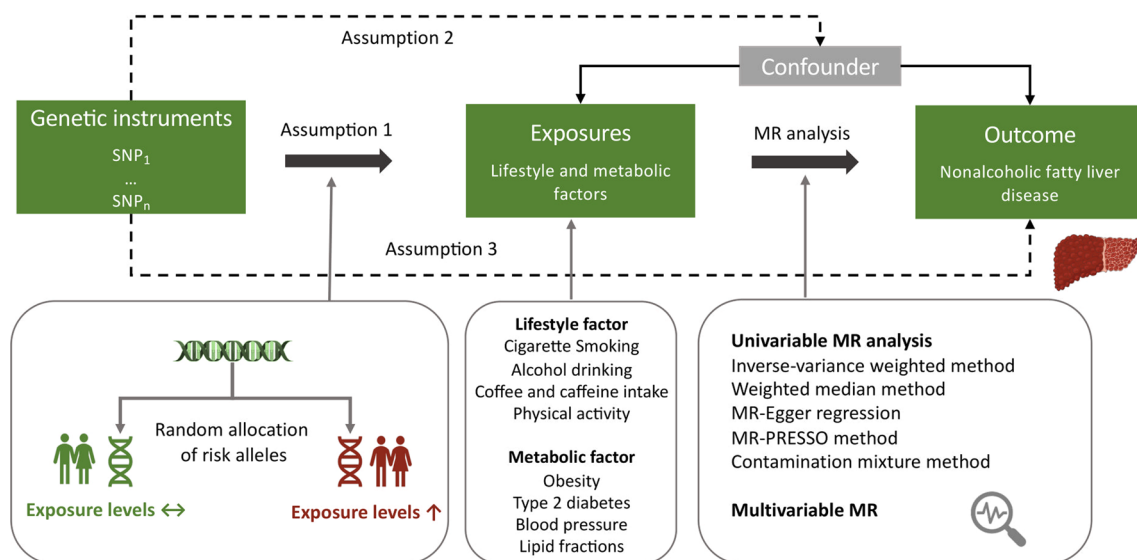 Assumption 2
Confounder
Genetic instruments
SNP1
...
SNPn
Assumption 1
Exposures
Lifestyle and metabolic
factors
MR analysis
Outcome
Nonalcoholic fatty liver
disease
Assumption 3
Random allocation
of risk alleles
Exposure levels ↔
Exposure levels ↑
Lifestyle factor
Cigarette Smoking
Alcohol drinking
Coffee and caffeine intake
Physical activity
Metabolic factor
Obesity
Type 2 diabetes
Blood pressure
Lipid fractions
Univariable MR analysis
Inverse-variance weighted method
Weighted median method
MR-Egger regression
MR-PRESSO method
Contamination mixture method
Multivariable MR